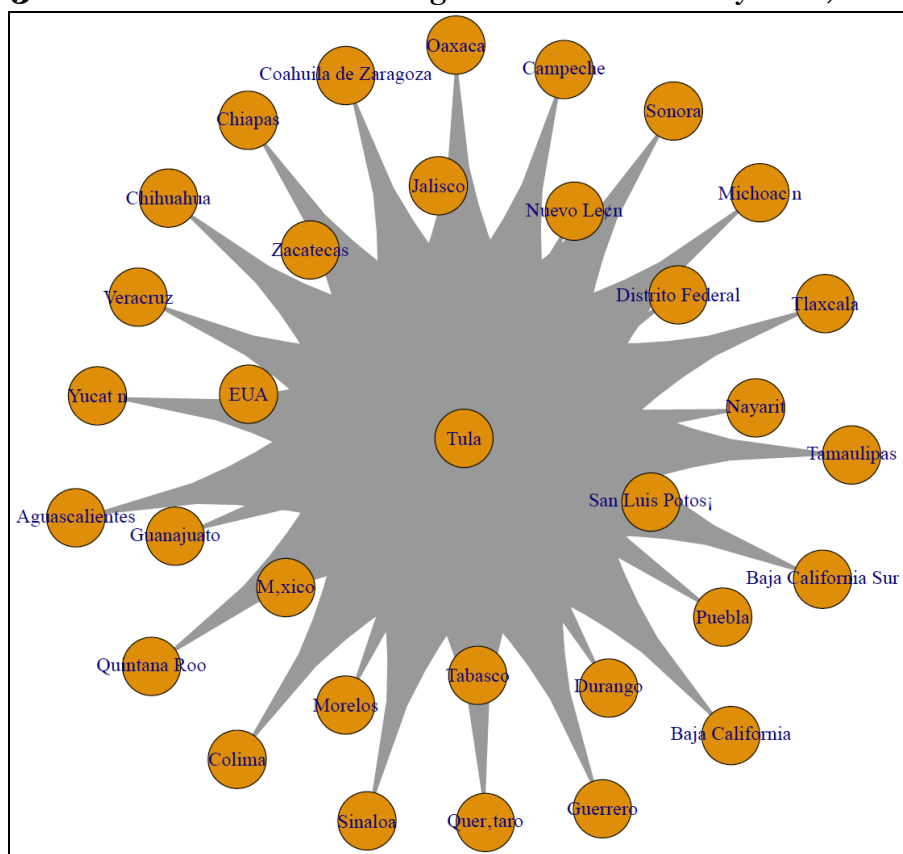 Oaxaca
Campeche
Coahuila de Zaragoza
Sonora
Chiapas
Jalisco
Michoac n
Chihuahua
Nuevo Le¢n
Zacatecas
Distrito Federal
Veracruz
Tlaxcala
Yucat n
EUA
Nayarit
Tula
Tamaulipas
San Luis Potos¡
Aguascalientes
Guanajuato
Baja California Sur
M‚xico
Puebla
Quintana Roo
Tabasco
Durango
Morelos
Baja California
Colima
Guerrero
Sinaloa
Quer‚taro